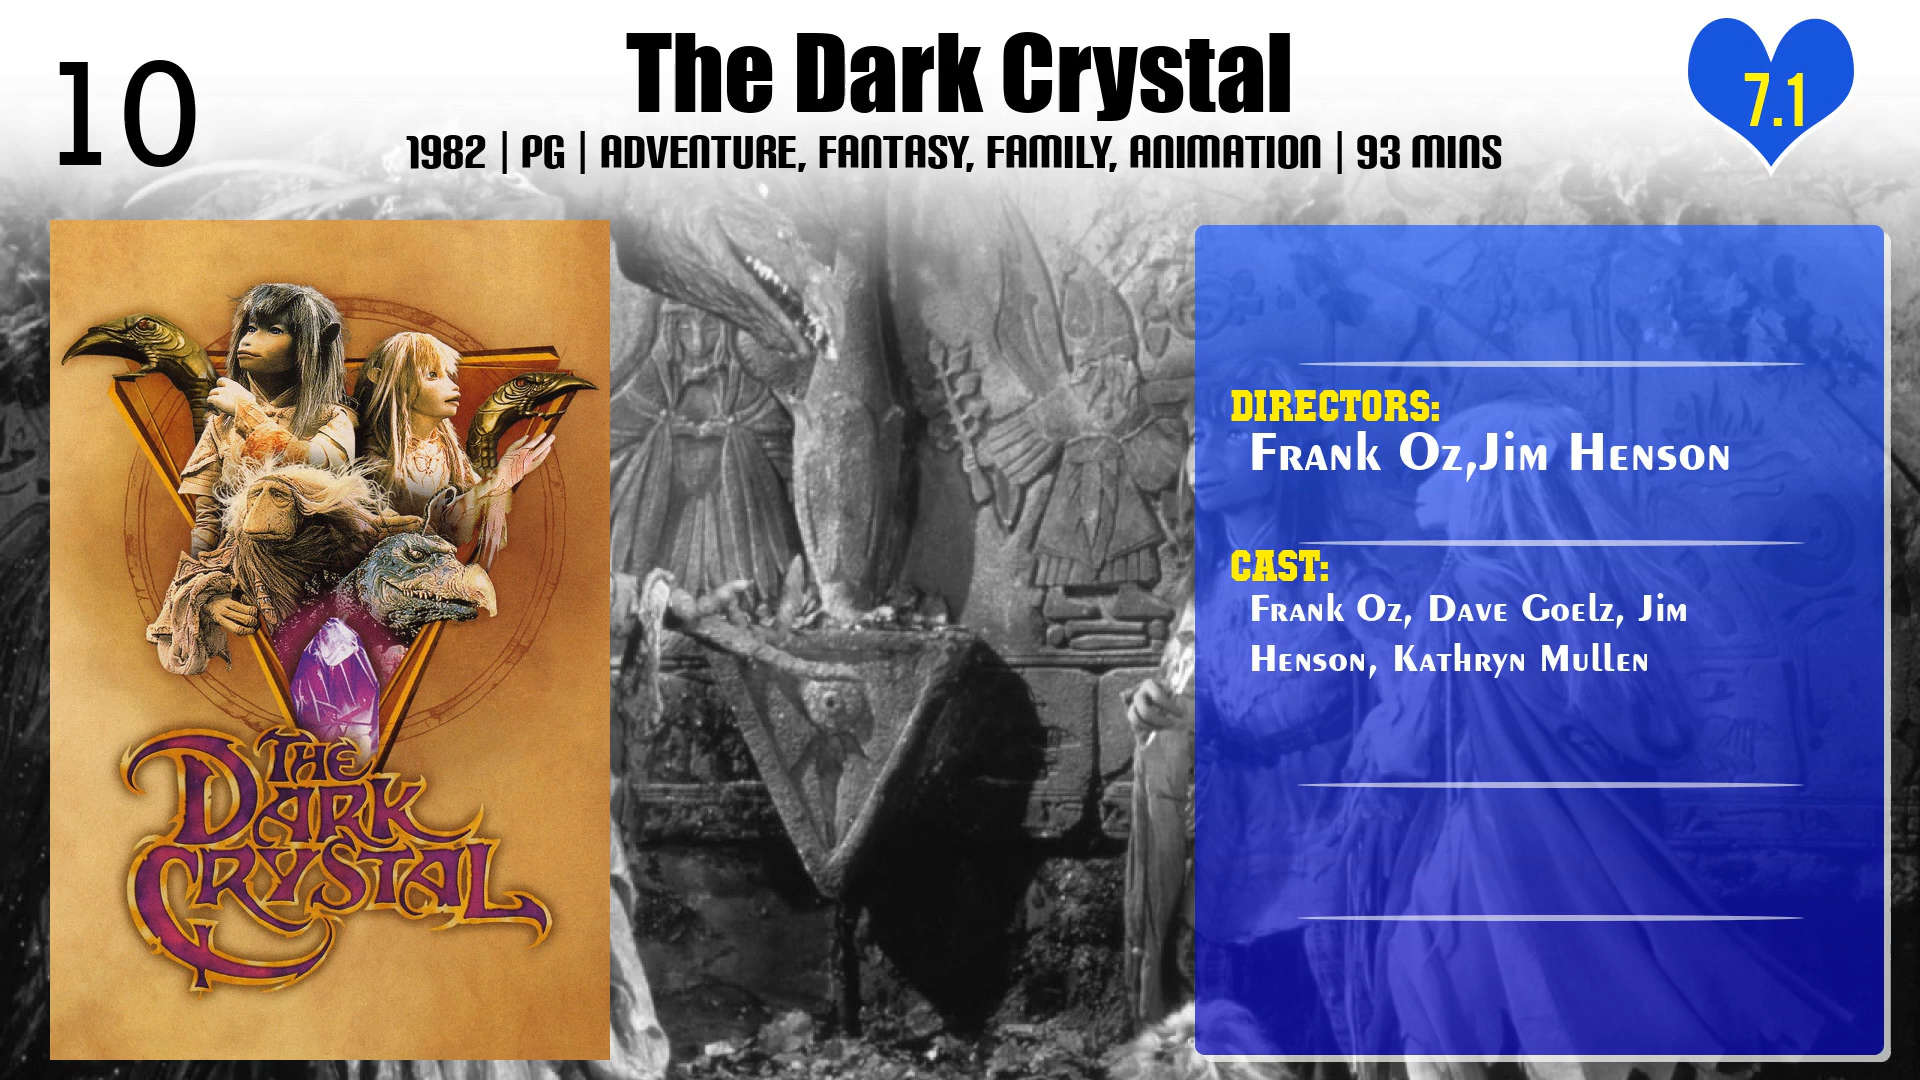 10
The Dark Crystal
1982 | PG | ADVENTURE, FANTASY, FAMILY, ANIMATION | 93 MINS
7.1
THE
DARK
CRYSTAL
DIRECTORS:
Frank Oz,Jim Henson
CAST:
Frank Oz, Dave Goelz, Jim
Henson, Kathryn Mullen